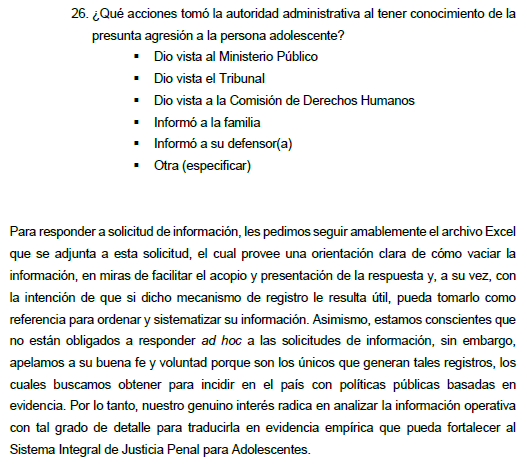 26. ¿Qué acciones tomó la autoridad administrativa al tener conocimiento de la
presunta agresión a la persona adolescente?
▪ Dio vista al Ministerio Público
▪ Dio vista el Tribunal
▪ Dio vista a la Comisión de Derechos Humanos
▪ Informó a la familia
▪ Informó a su defensor(a)
▪ Otra (especificar)
Para responder a solicitud de información, les pedimos seguir amablemente el archivo Excel
que se adjunta a esta solicitud, el cual provee una orientación clara de cómo vaciar la
información, en miras de facilitar el acopio y presentación de la respuesta y, a su vez, con
la intención de que si dicho mecanismo de registro le resulta útil, pueda tomarlo como
referencia para ordenar y sistematizar su información. Asimismo, estamos conscientes que
no están obligados a responder ad hoc a las solicitudes de información, sin embargo,
apelamos a su buena fe y voluntad porque son los únicos que generan tales registros, los
cuales buscamos obtener para incidir en el país con políticas públicas basadas en
evidencia. Por lo tanto, nuestro genuino interés radica en analizar la información operativa
con tal grado de detalle para traducirla en evidencia empírica que pueda fortalecer al
Sistema Integral de Justicia Penal para Adolescentes.